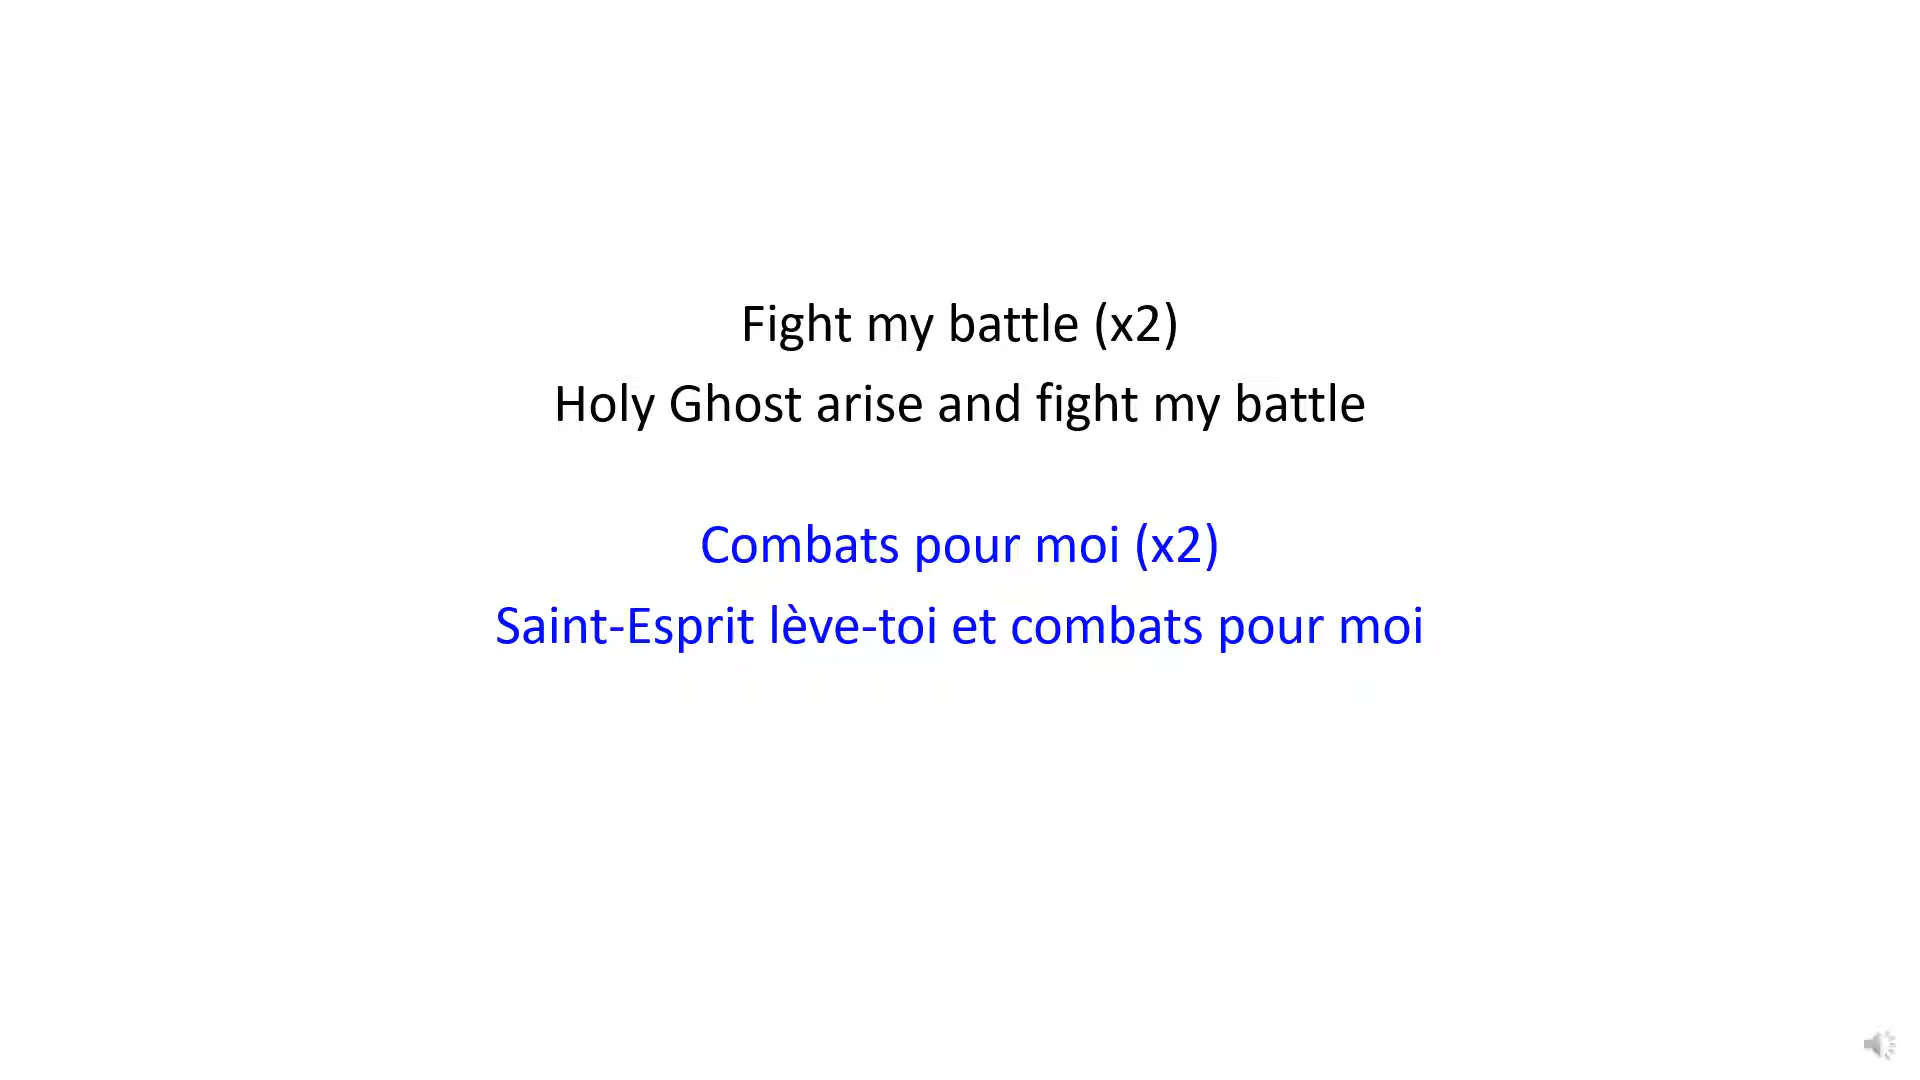 Fight my battle (x2)
Holy Ghost arise and fight my battle
Combats pour moi (x2)
Saint-Esprit lève-toi et combats pour moi